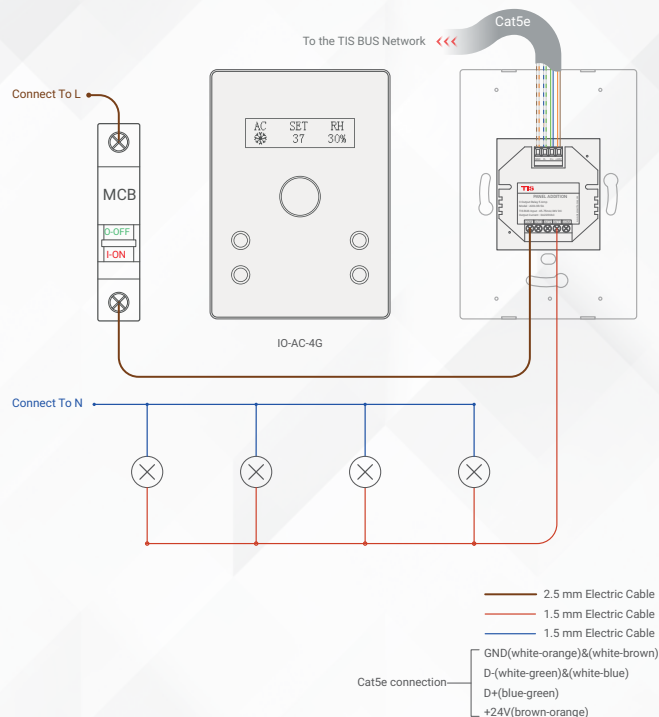 Cat5e
To the TIS BUS Network
Connect To L
MCB
O-OFF
I-ON
AC SET RH
37 30%
TIS
PANEL ADDITION
IO-AC-4G
Connect To N
2.5 mm Electric Cable
1.5 mm Electric Cable
1.5 mm Electric Cable
Cat5e connection
GND(white-orange)&(white-brown)
D-(white-green)&(white-blue)
D+(blue-green)
+24V(brown-orange)